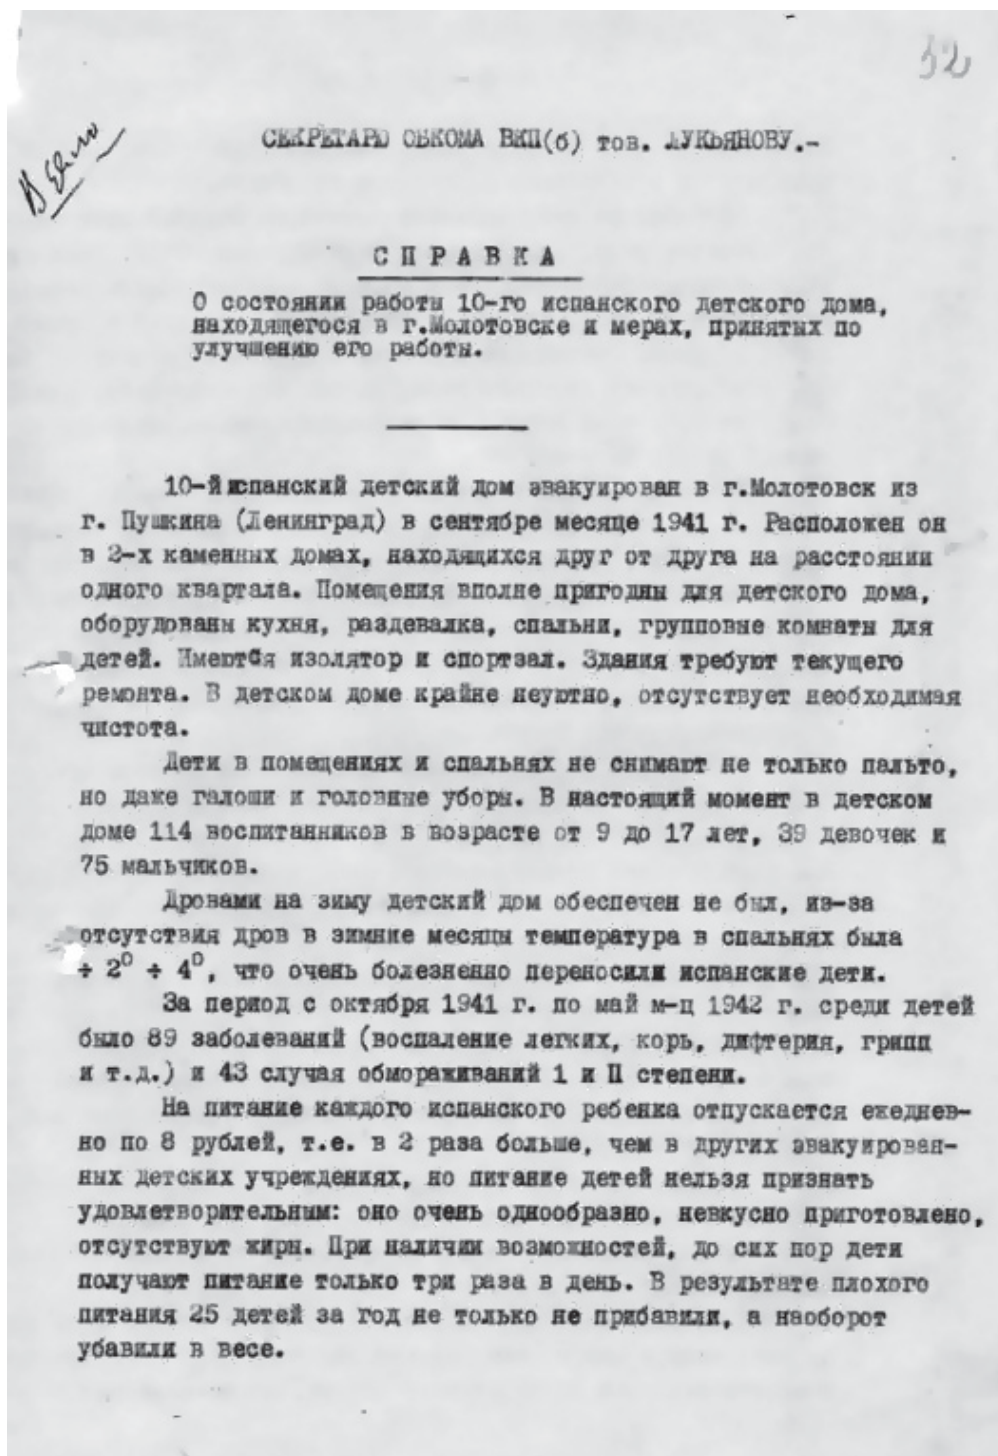 32
В дело
СЕКРЕТАРЮ ОБКОМА ВКП(б) тов. ЛУКЬЯНОВУ.-
СПРАВКА
О состоянии работы 10-го испанского детского дома,
находящегося в г.Молотовске и мерах, принятых по
улучшению его работы.
10-й испанский детский дом эвакуирован в г.Молотовск из
г. Пушкина (Ленинград) в сентябре месяце 1941 г. Расположен он
в 2-х каменных домах, находящихся друг от друга на расстоянии
одного квартала. Помещения вполне пригодны для детского дома,
оборудованы кухня, раздевалка, спальни, групповые комнаты для
детей. Имеются изолятор и спортзал. Здания требуют текущего
ремонта. В детском доме крайне неуютно, отсутствует необходимая
чистота.
Дети в помещениях и спальнях не снимают не только пальто,
но даже галоши и головные уборы. В настоящий момент в детском
доме 114 воспитанников в возрасте от 9 до 17 лет, 39 девочек и
75 мальчиков.
Дровами на зиму детский дом обеспечен не был, из-за
отсутствия дров в зимние месяцы температура в спальнях была
+ 2° + 4°, что очень болезненно переносили испанские дети.
За период с октября 1941 г. по май м-ц 1942 г. среди детей
было 89 заболеваний (воспаление легких, корь, дифтерия, грипп
и т.д.) и 43 случая обмораживаний 1 и П степени.
На питание каждого испанского ребенка отпускается ежеднев-
но по 8 рублей, т.е. в 2 раза больше, чем в других эвакуирован-
ных детских учреждениях, но питание детей нельзя признать
удовлетворительным: оно очень однообразно, невкусно приготовлено,
отсутствуют жиры. При наличии возможностей, до сих пор дети
получают питание только три раза в день. В результате плохого
питания 25 детей за год не только не прибавили, а наоборот
убавили в весе.